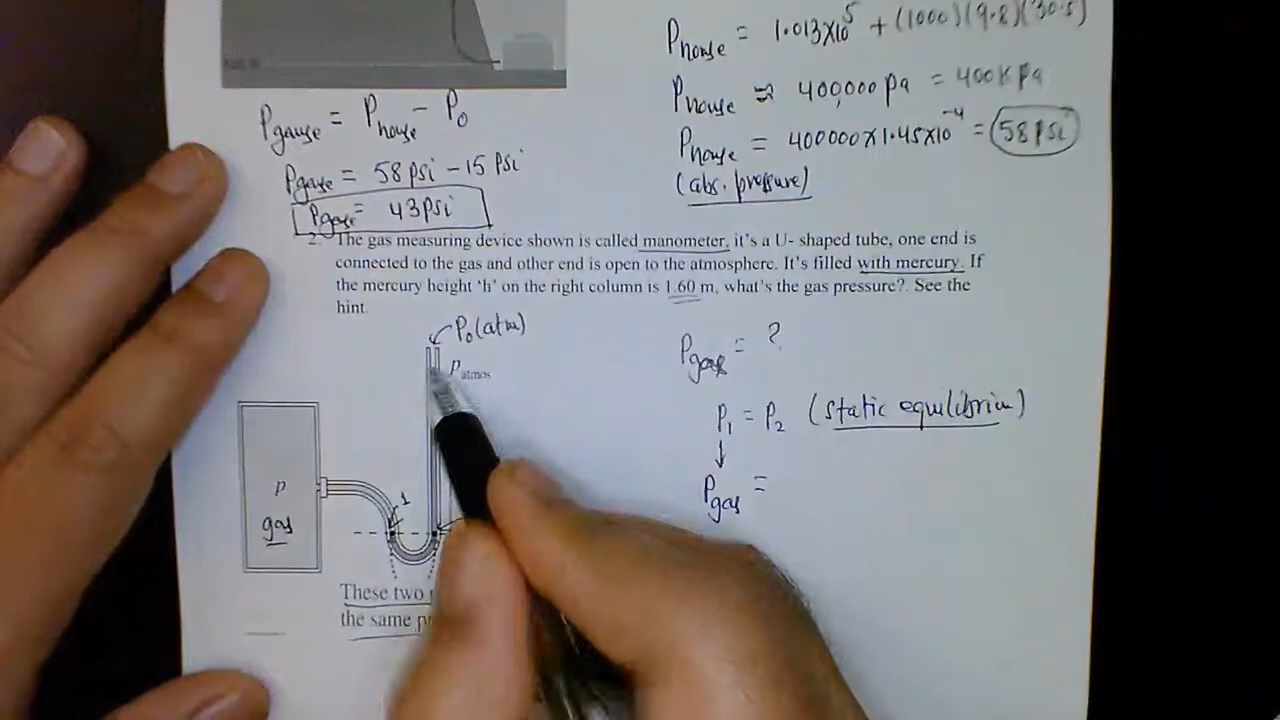 P_house = 1.013×10^5 + (1000)(9.8)(30.5)
P_house ≈ 400,000 Pa = 400 KPa
P_gauge = P_house - P_0
P_house = 400000×1.45×10^-4 = 58 psi
P_gauge = 58 psi - 15 PSi
(abs. pressure)
P_gauge = 43 psi
2. The gas measuring device shown is called manometer, it's a U- shaped tube, one end is
connected to the gas and other end is open to the atmosphere. It's filled with mercury. If
the mercury height 'h' on the right column is 1.60 m, what's the gas pressure?. See the
hint.
P_0 (atm)
P_gas = ?
p_atmos
P_1 = P_2 (static equilibrium)
P_gas =
p
1
gas
These two
the same